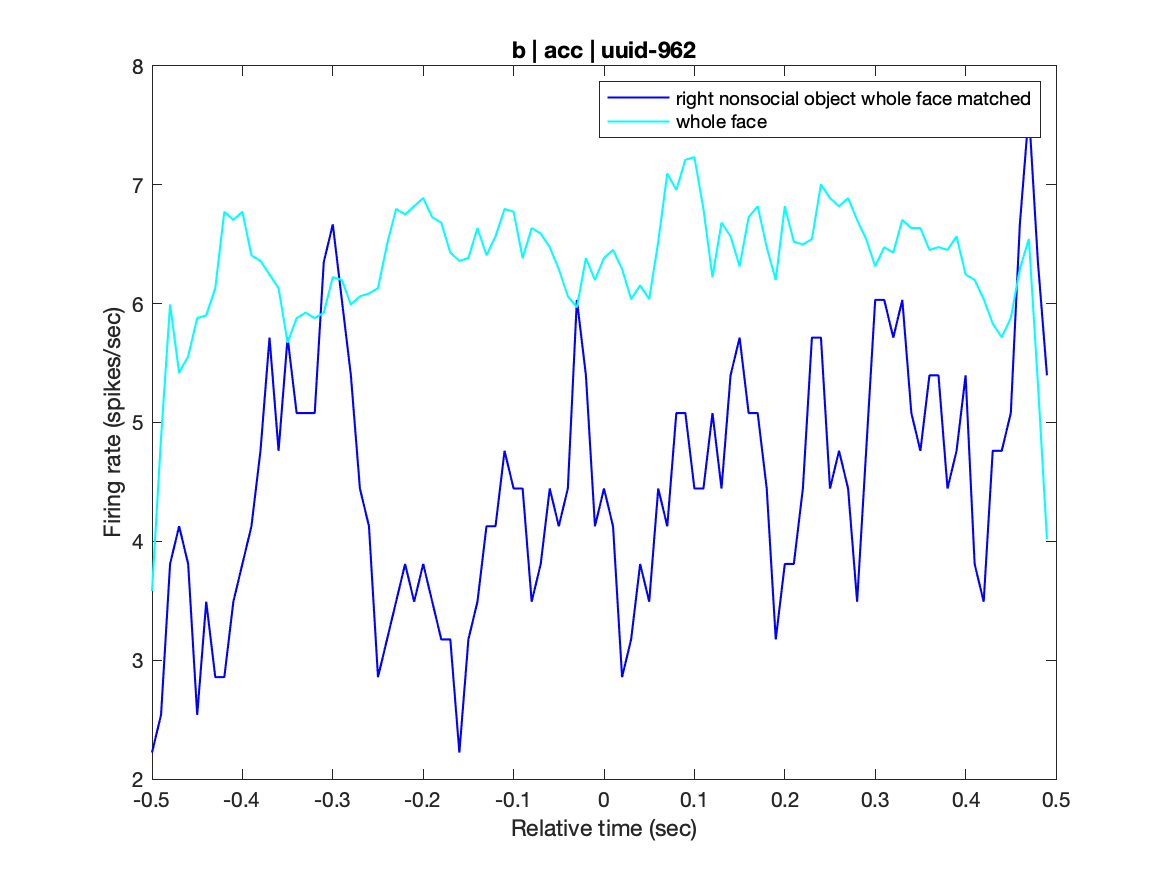 b | acc | uuid-962
right nonsocial object whole face matched
whole face
8
7
6
5
4
3
2
Firing rate (spikes/sec)
-0.5 -0.4 -0.3 -0.2 -0.1 0 0.1 0.2 0.3 0.4 0.5
Relative time (sec)